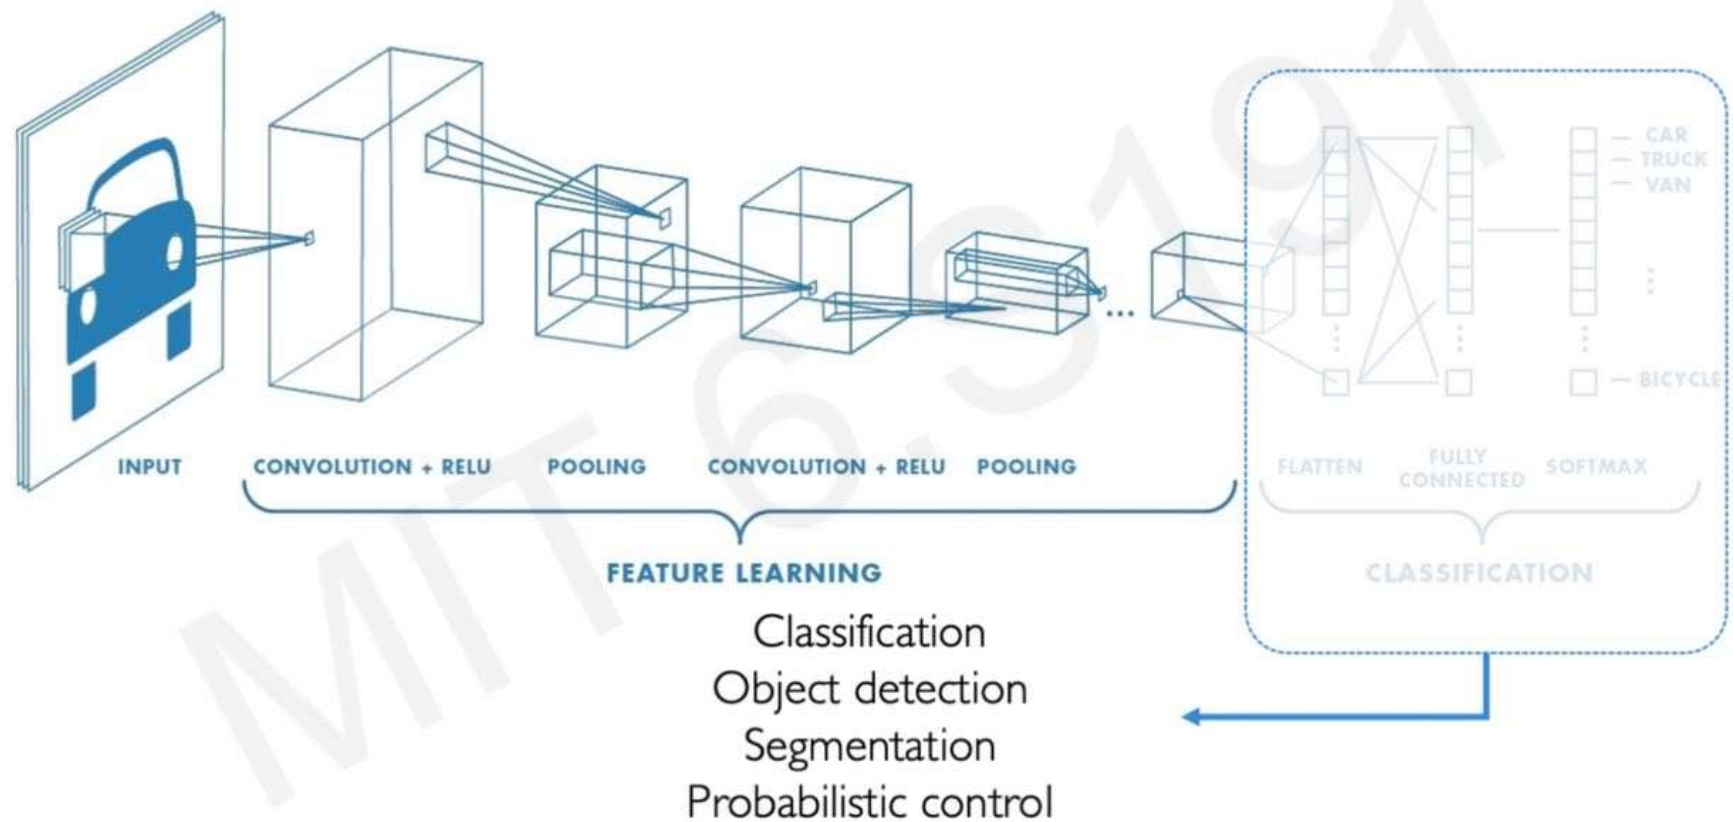 MIT 6.S191
CAR
TRUCK
VAN
BICYCLE
INPUT
CONVOLUTION + RELU
POOLING
CONVOLUTION + RELU
POOLING
FLATTEN
FULLY
CONNECTED
SOFTMAX
FEATURE LEARNING
CLASSIFICATION
Classification
Object detection
Segmentation
Probabilistic control